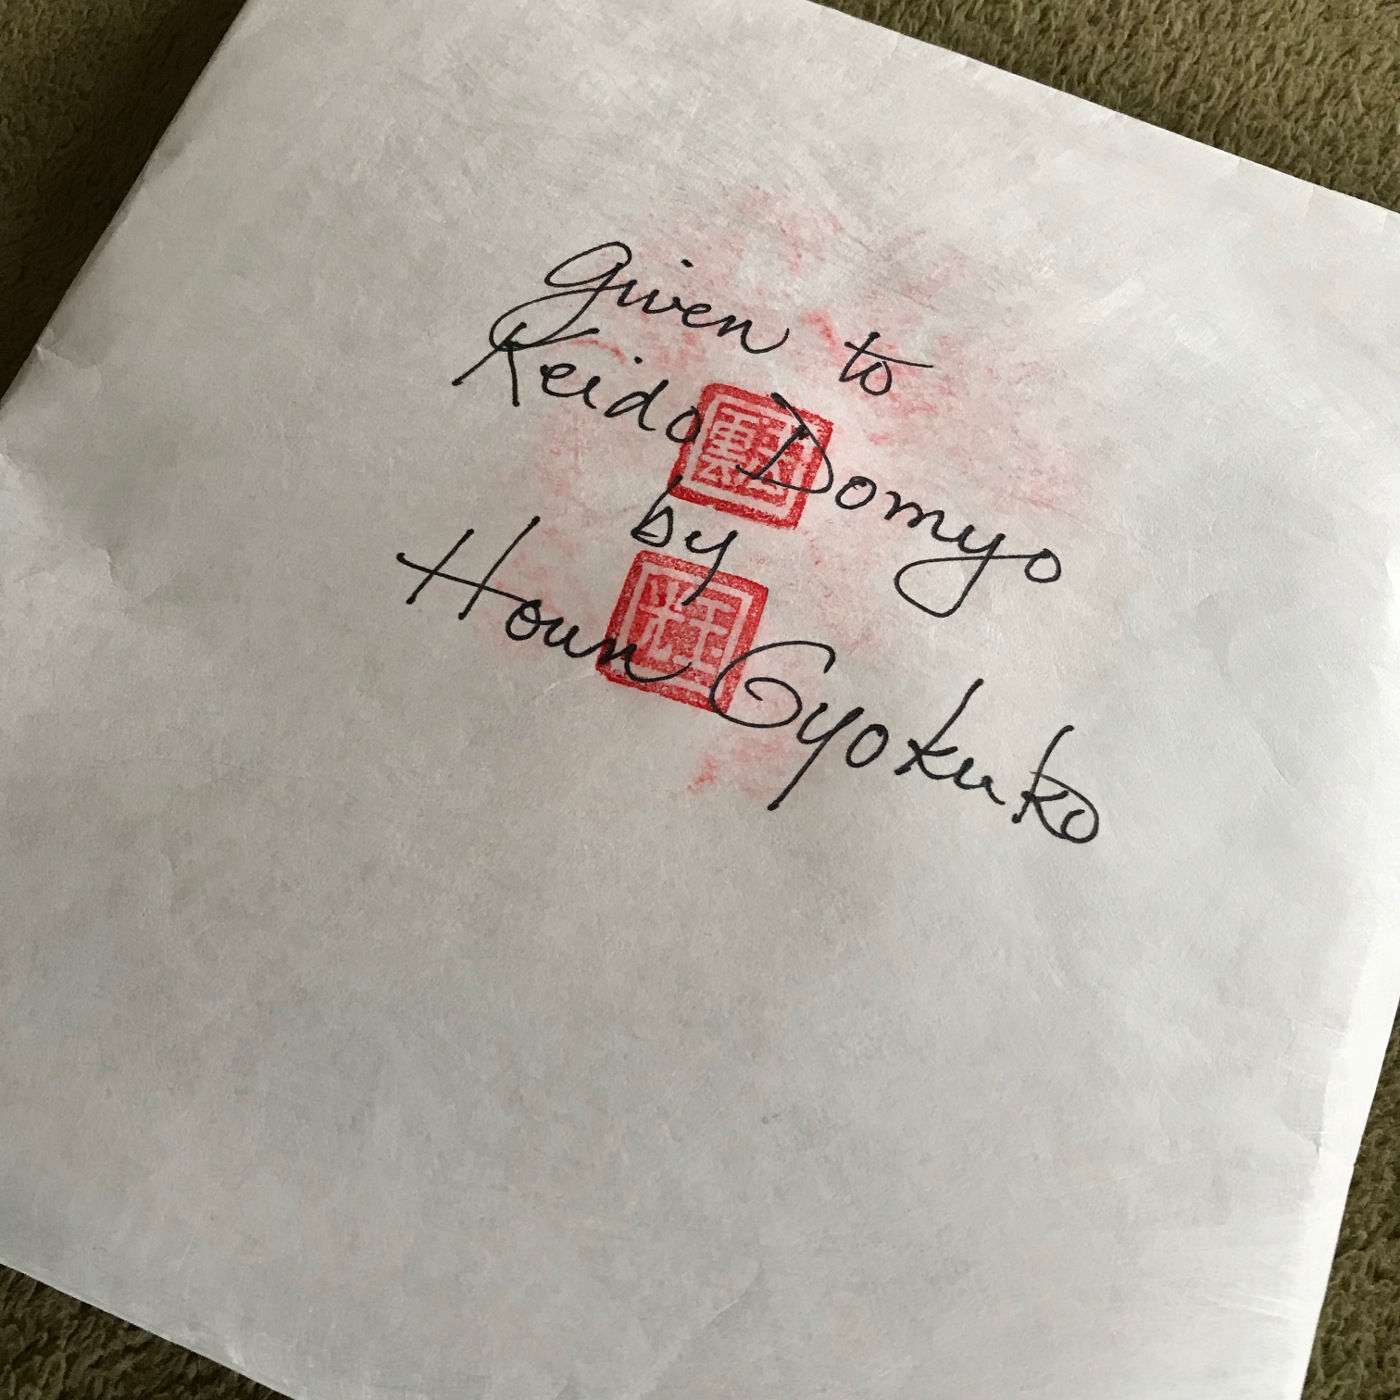 Given to
Keido Domyo
by
Houn Gyokuko